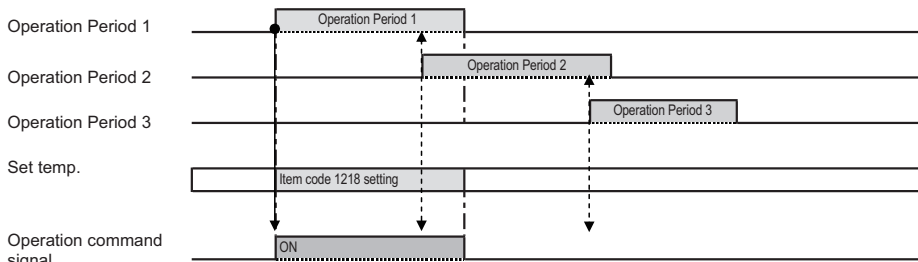 Operation Period 1
Operation Period 1
Operation Period 2
Operation Period 2
Operation Period 3
Operation Period 3
Set temp.
Item code 1218 setting
Operation command
signal
ON